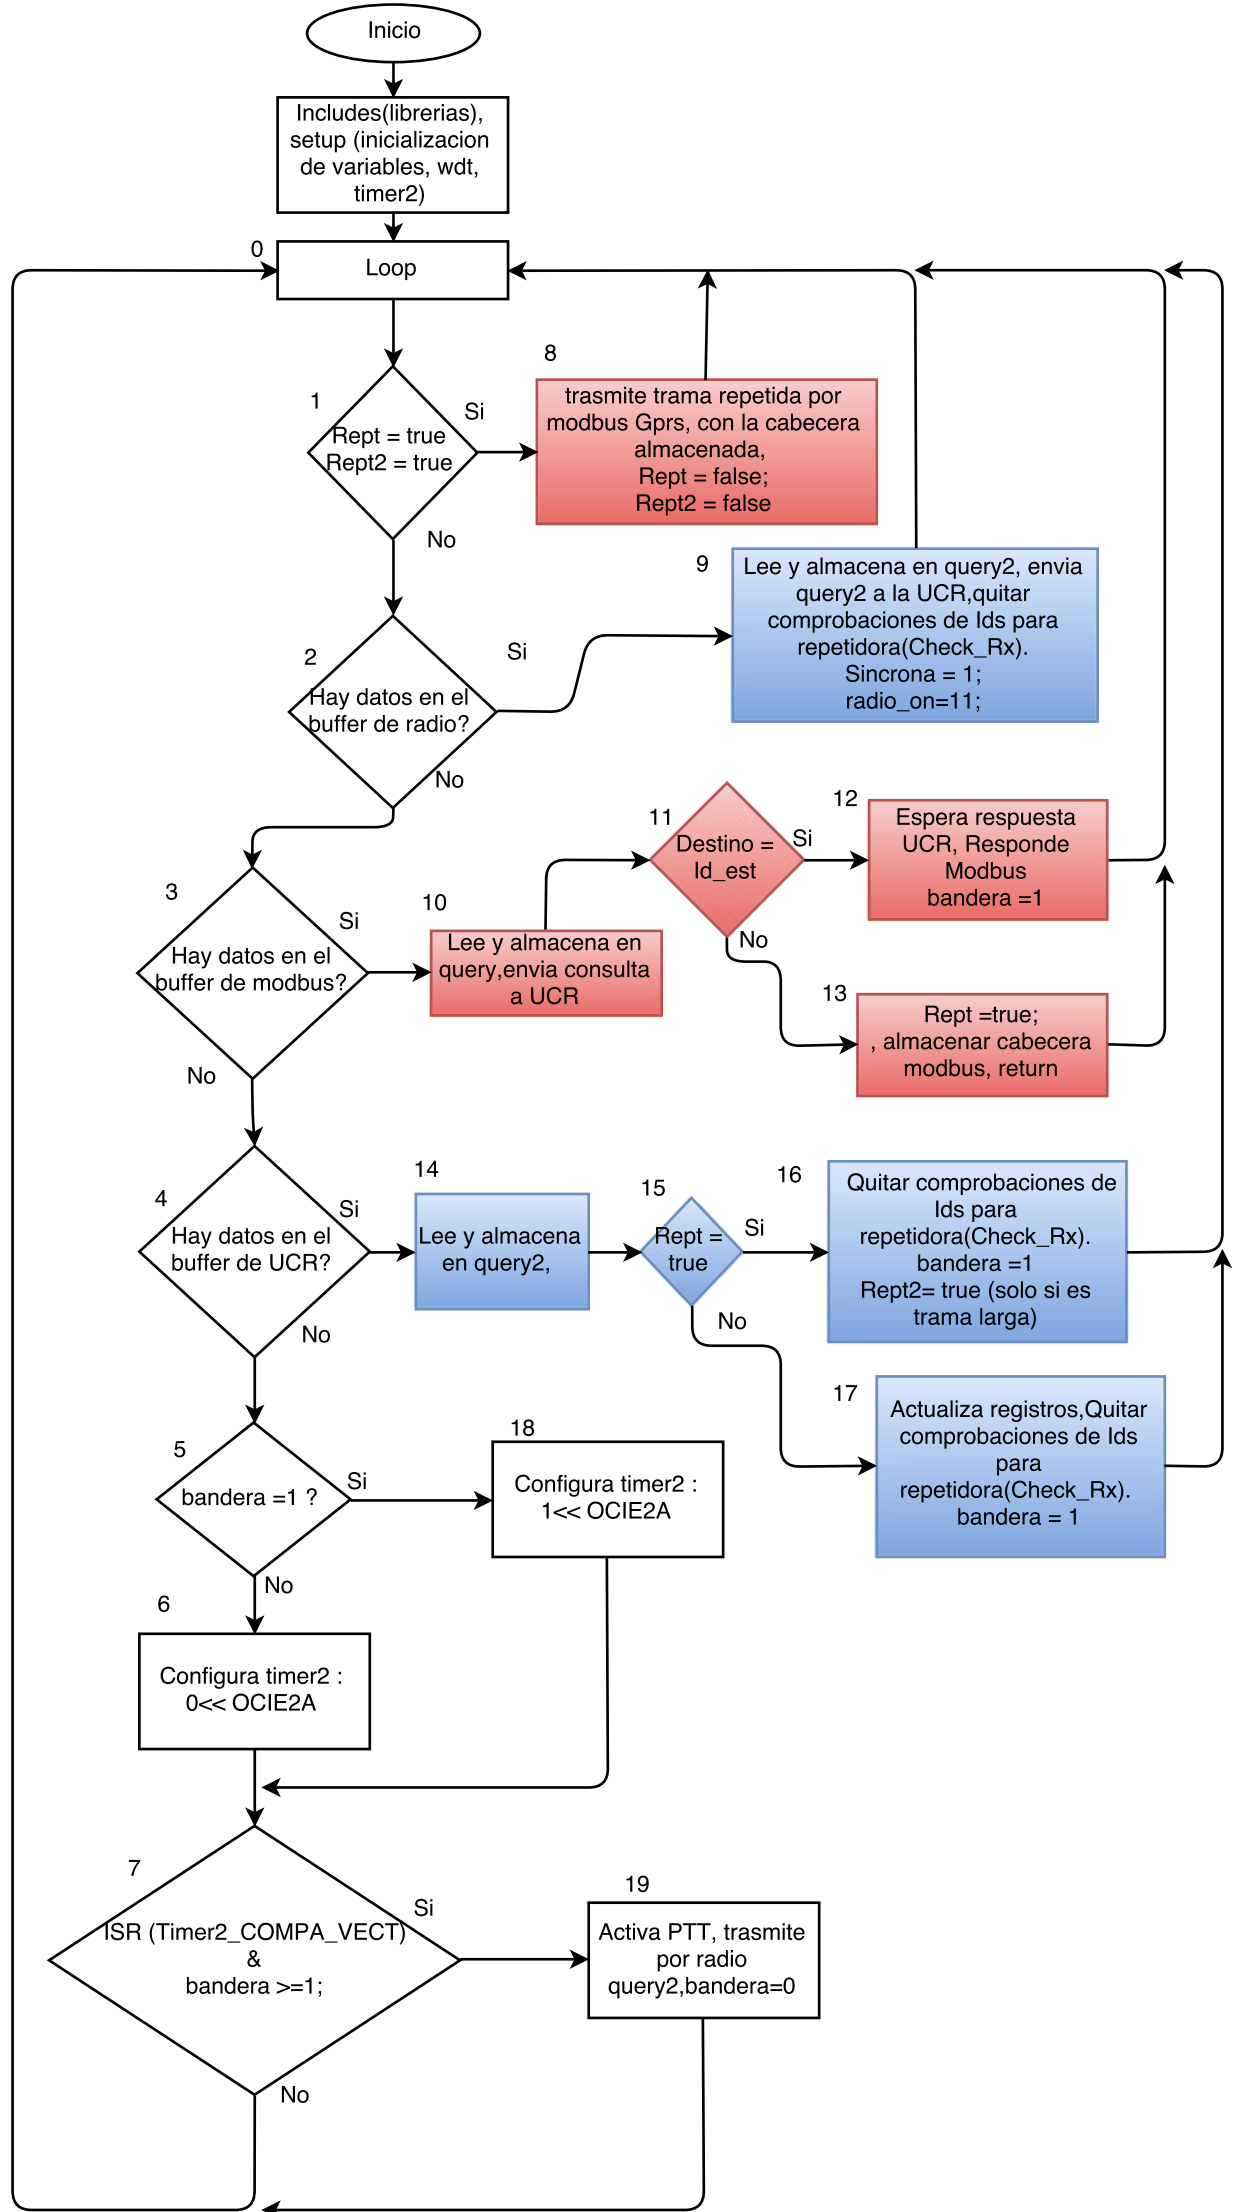 Inicio
Includes(librerias),
setup (inicializacion
de variables, wdt,
timer2)
0
Loop
1
Rept = true
Rept2 = true
Si
No
8
trasmite trama repetida por
modbus Gprs, con la cabecera
almacenada,
Rept = false;
Rept2 = false
2
Hay datos en el
buffer de radio?
Si
No
9
Lee y almacena en query2, envia
query2 a la UCR,quitar
comprobaciones de Ids para
repetidora(Check_Rx).
Sincrona = 1;
radio_on=11;
3
Hay datos en el
buffer de modbus?
Si
No
10
Lee y almacena en
query,envia consulta
a UCR
11
Destino =
Id_est
Si
No
12
Espera respuesta
UCR, Responde
Modbus
bandera =1
13
Rept =true;
, almacenar cabecera
modbus, return
4
Hay datos en el
buffer de UCR?
Si
No
14
Lee y almacena
en query2,
15
Rept =
true
Si
No
16
Quitar comprobaciones de
Ids para
repetidora(Check_Rx).
bandera =1
Rept2= true (solo si es
trama larga)
17
Actualiza registros,Quitar
comprobaciones de Ids
para
repetidora(Check_Rx).
bandera = 1
5
bandera =1 ?
Si
No
18
Configura timer2 :
1<< OCIE2A
6
Configura timer2 :
0<< OCIE2A
7
ISR (Timer2_COMPA_VECT)
&
bandera >=1;
Si
No
19
Activa PTT, trasmite
por radio
query2,bandera=0